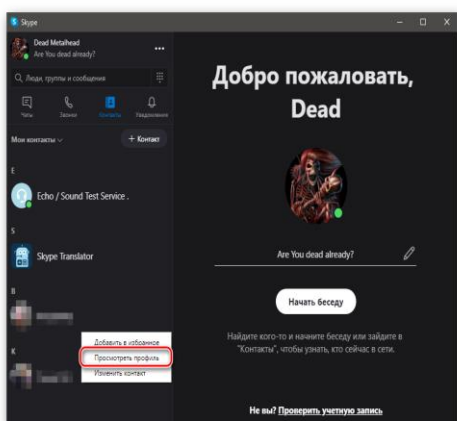 Skype
Dead Metalhead
Are You dead already?
Люди, группы и сообщения
Чаты
Звонки
Контакты
Уведомления
Мои контакты
+ Контакт
E
Echo / Sound Test Service .
S
Skype Translator
В
К
Добавить в избранное
Просмотреть профиль
Изменить контакт
Добро пожаловать,
Dead
Are You dead already?
Начать беседу
Найдите кого-то и начните беседу или зайдите в
"Контакты", чтобы узнать, кто сейчас в сети.
Не вы? Проверить учетную запись